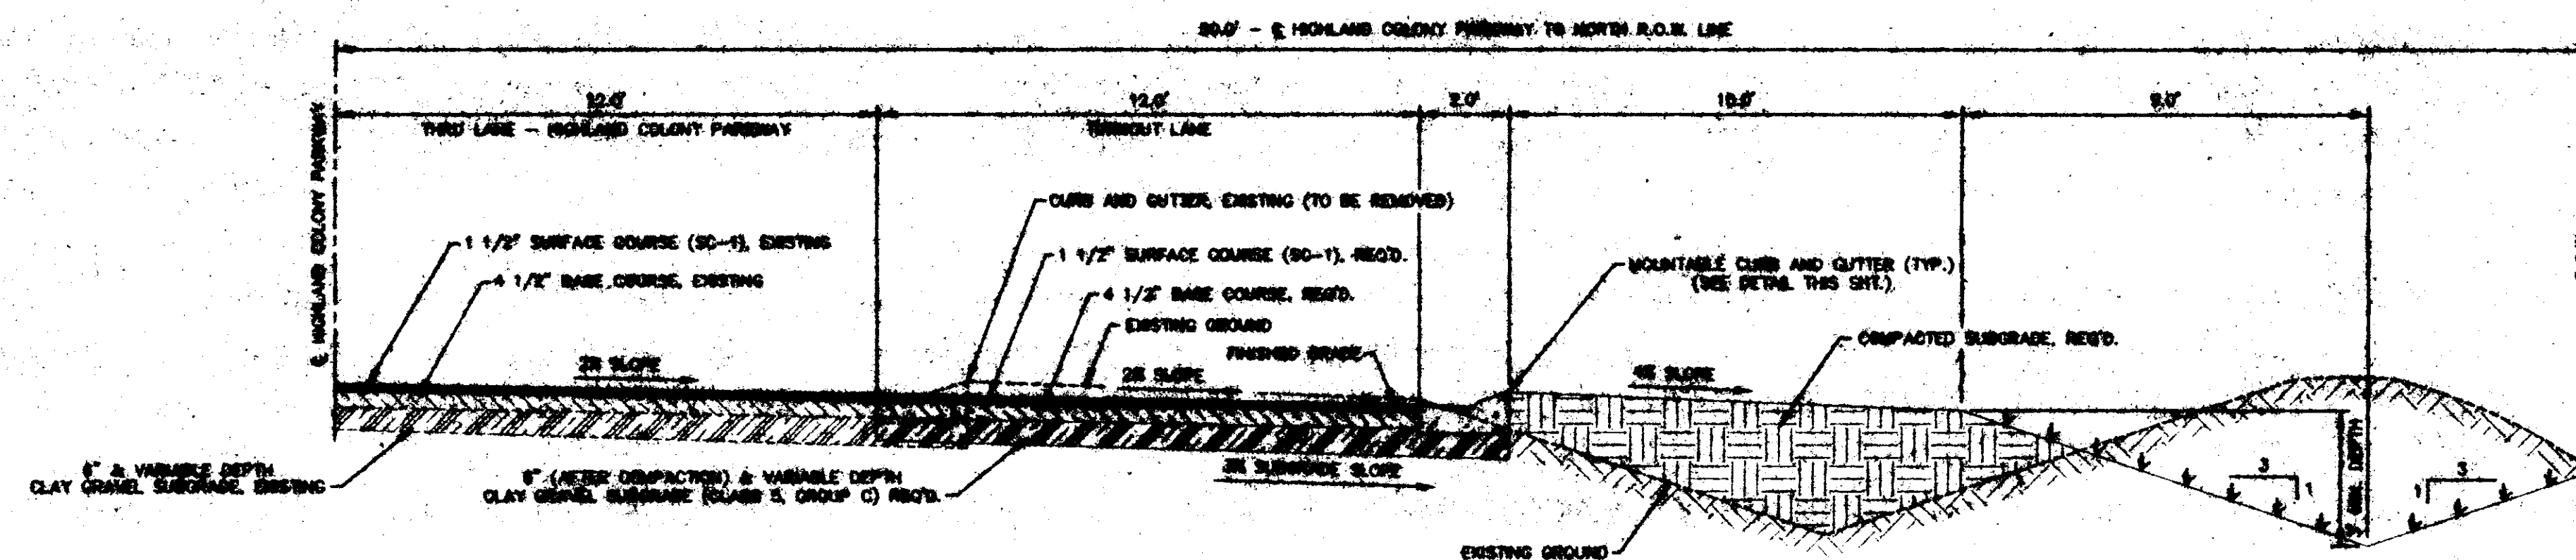 80.0' - ℄ HIGHLAND COLONY PARKWAY TO NORTH R.O.W. LINE
12.0' 12.0' 2.0' 10.0' 9.0'
THRU LANE - HIGHLAND COLONY PARKWAY
TURNOUT LANE
℄ HIGHLAND COLONY PARKWAY
CURB AND GUTTER, EXISTING (TO BE REMOVED)
1 1/2" SURFACE COURSE (SC-1), EXISTING
4 1/2" BASE COURSE, EXISTING
1 1/2" SURFACE COURSE (SC-1), REQ'D.
4 1/2" BASE COURSE, REQ'D.
EXISTING GROUND
FINISHED GRADE
MOUNTABLE CURB AND GUTTER (TYP.)
(SEE DETAIL THIS SHT.)
COMPACTED SUBGRADE, REQ'D.
2% SLOPE
2% SLOPE
4% SLOPE
6" & VARIABLE DEPTH
CLAY GRAVEL SUBGRADE, EXISTING
(AFTER COMPACTION) & VARIABLE DEPTH
CLAY GRAVEL SUBGRADE (CLASS 5, GROUP C) REQ'D.
SUBGRADE SLOPE
EXISTING GROUND
3
1
3' MIN. DEPTH
3
1